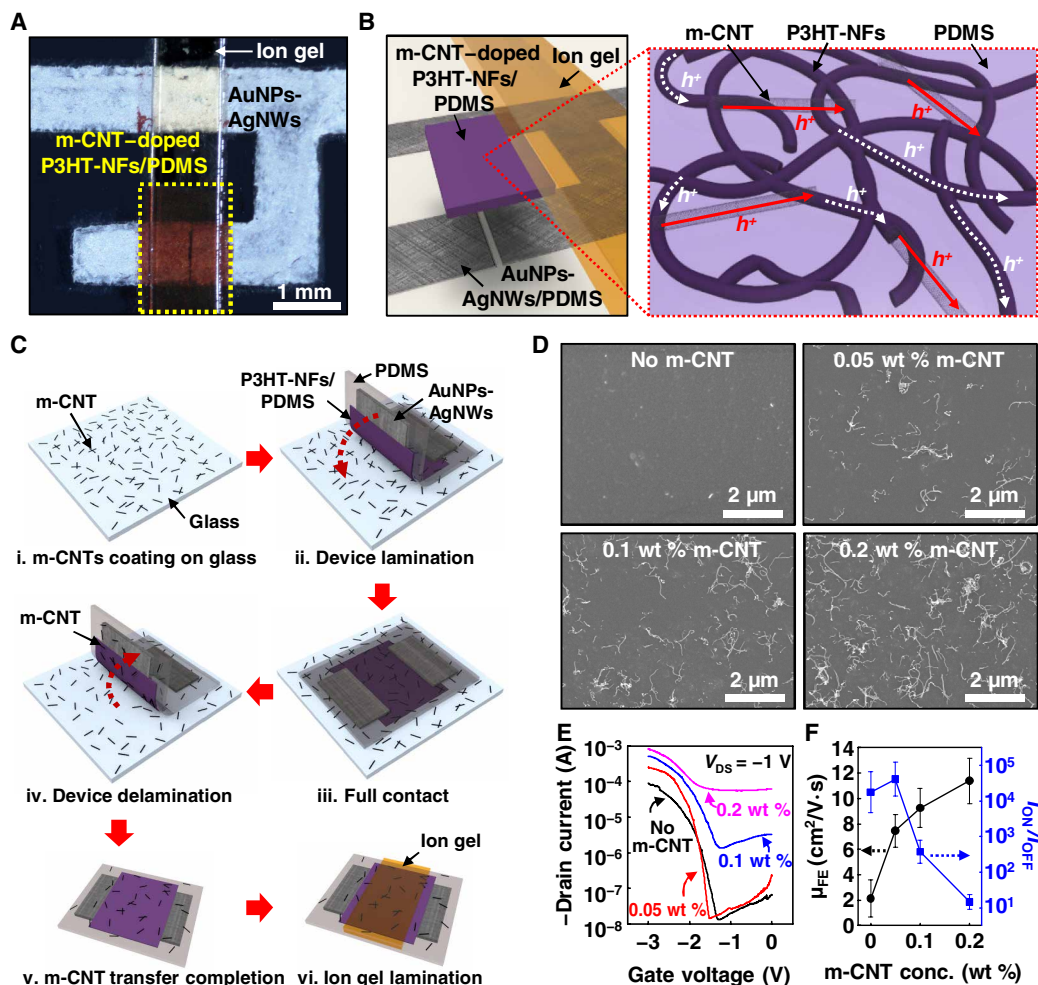 A
Ion gel
AuNPs-
AgNWs
m-CNT–doped
P3HT-NFs/PDMS
1 mm
B
m-CNT–doped
P3HT-NFs/
PDMS
Ion gel
AuNPs-
AgNWs/PDMS
m-CNT
P3HT-NFs
PDMS
h+
h+
h+
h+
h+
h+
h+
h+
h+
C
m-CNT
Glass
i. m-CNTs coating on glass
PDMS
P3HT-NFs/
PDMS
AuNPs-
AgNWs
ii. Device lamination
m-CNT
iv. Device delamination
iii. Full contact
v. m-CNT transfer completion
Ion gel
vi. Ion gel lamination
D
No m-CNT
2 μm
0.05 wt % m-CNT
2 μm
0.1 wt % m-CNT
2 μm
0.2 wt % m-CNT
2 μm
E
–Drain current (A)
10–3
10–4
10–5
10–6
10–7
10–8
VDS = –1 V
0.2 wt %
No
m-CNT
0.1 wt %
0.05 wt %
–3
–2
–1
0
Gate voltage (V)
F
μFE (cm2/V·s)
14
12
10
8
6
4
2
0
105
104
103
102
101
ION/IOFF
0
0.1
0.2
m-CNT conc. (wt %)